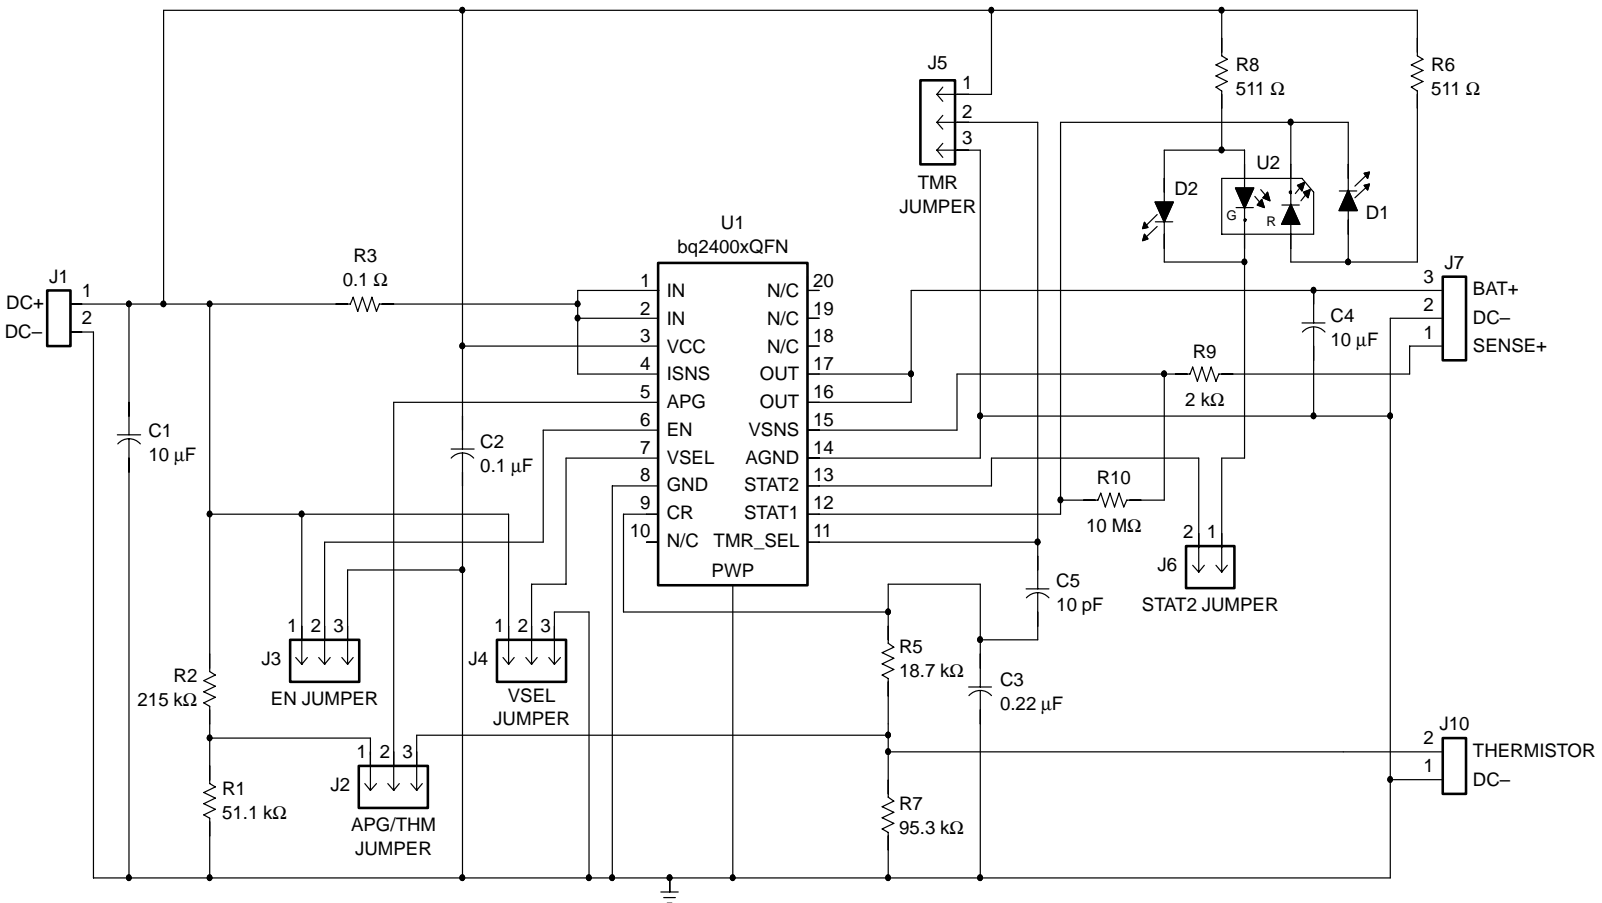 J5
1
2
3
TMR
JUMPER
R8
511 Ω
R6
511 Ω
U2
D2
G
R
D1
U1
bq2400xQFN
J1
DC+
1
DC–
2
R3
0.1 Ω
1 IN
2 IN
3 VCC
4 ISNS
5 APG
6 EN
7 VSEL
8 GND
9 CR
10 N/C
N/C 20
N/C 19
N/C 18
OUT 17
OUT 16
VSNS 15
AGND 14
STAT2 13
STAT1 12
TMR_SEL 11
PWP
J7
3 BAT+
2 DC–
1 SENSE+
C4
10 μF
R9
2 kΩ
C1
10 μF
C2
0.1 μF
R10
10 MΩ
2 1
J6
STAT2 JUMPER
C5
10 pF
1 2 3
J3
EN JUMPER
1 2 3
J4
VSEL
JUMPER
R5
18.7 kΩ
C3
0.22 μF
R2
215 kΩ
1 2 3
J2
APG/THM
JUMPER
R1
51.1 kΩ
R7
95.3 kΩ
J10
2 THERMISTOR
1 DC–